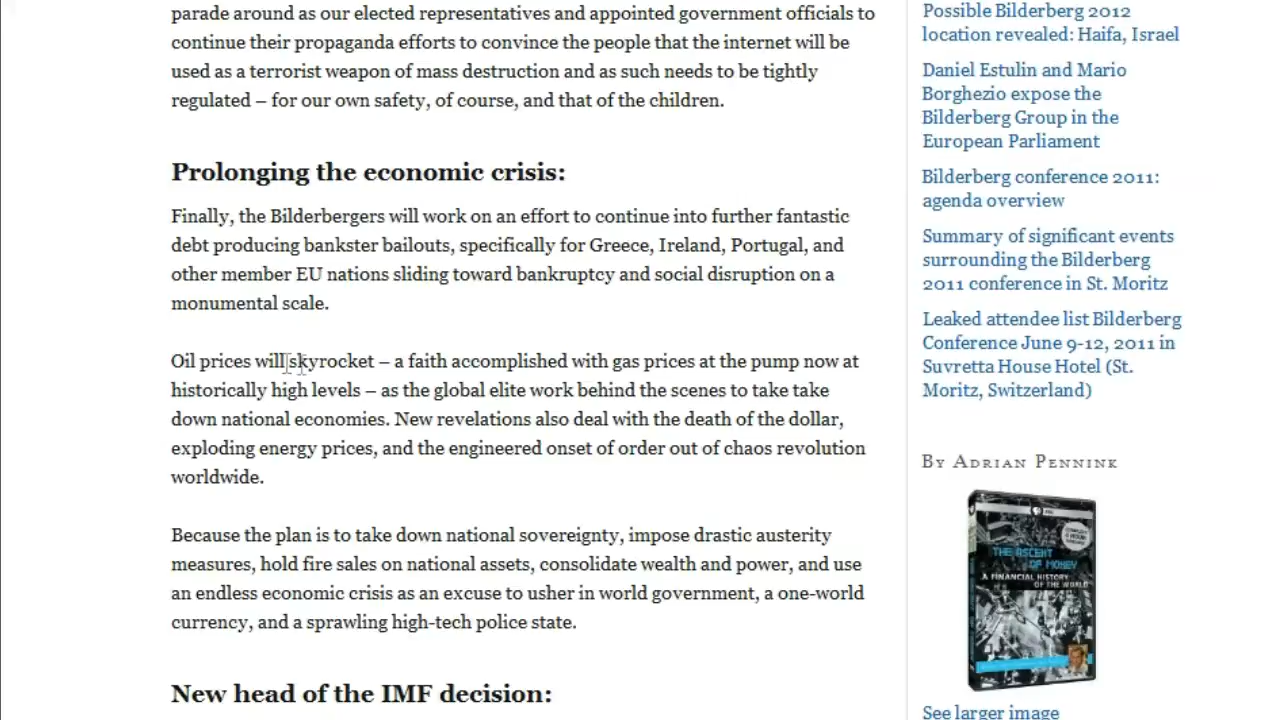 parade around as our elected representatives and appointed government officials to
continue their propaganda efforts to convince the people that the internet will be
used as a terrorist weapon of mass destruction and as such needs to be tightly
regulated – for our own safety, of course, and that of the children.
Prolonging the economic crisis:
Finally, the Bilderbergers will work on an effort to continue into further fantastic
debt producing bankster bailouts, specifically for Greece, Ireland, Portugal, and
other member EU nations sliding toward bankruptcy and social disruption on a
monumental scale.
Oil prices will skyrocket – a faith accomplished with gas prices at the pump now at
historically high levels – as the global elite work behind the scenes to take take
down national economies. New revelations also deal with the death of the dollar,
exploding energy prices, and the engineered onset of order out of chaos revolution
worldwide.
Because the plan is to take down national sovereignty, impose drastic austerity
measures, hold fire sales on national assets, consolidate wealth and power, and use
an endless economic crisis as an excuse to usher in world government, a one-world
currency, and a sprawling high-tech police state.
New head of the IMF decision:
Possible Bilderberg 2012
location revealed: Haifa, Israel
Daniel Estulin and Mario
Borghezio expose the
Bilderberg Group in the
European Parliament
Bilderberg conference 2011:
agenda overview
Summary of significant events
surrounding the Bilderberg
2011 conference in St. Moritz
Leaked attendee list Bilderberg
Conference June 9-12, 2011 in
Suvretta House Hotel (St.
Moritz, Switzerland)
By Adrian Pennink
THE ASCENT
OF MONEY
A FINANCIAL HISTORY
OF THE WORLD
See larger image